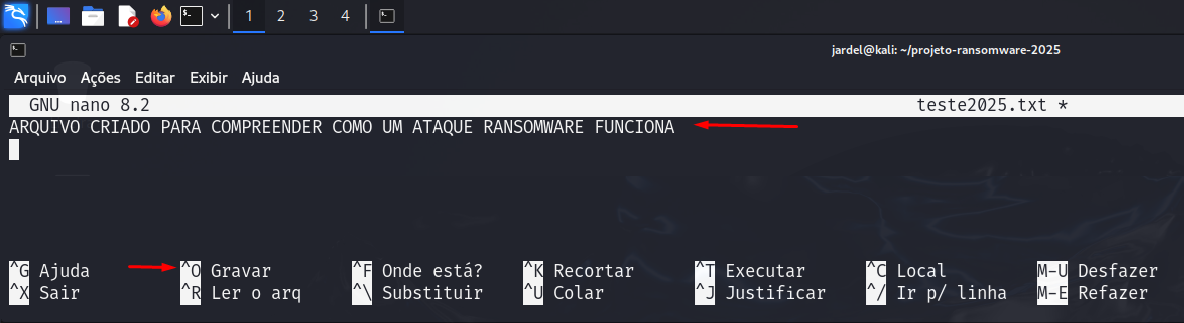 1 2 3 4
jardel@kali: ~/projeto-ransomware-2025
Arquivo Ações Editar Exibir Ajuda
GNU nano 8.2 teste2025.txt *
ARQUIVO CRIADO PARA COMPREENDER COMO UM ATAQUE RANSOMWARE FUNCIONA
^G Ajuda ^O Gravar ^F Onde está? ^K Recortar ^T Executar ^C Local M-U Desfazer
^X Sair ^R Ler o arq ^\ Substituir ^U Colar ^J Justificar ^/ Ir p/ linha M-E Refazer